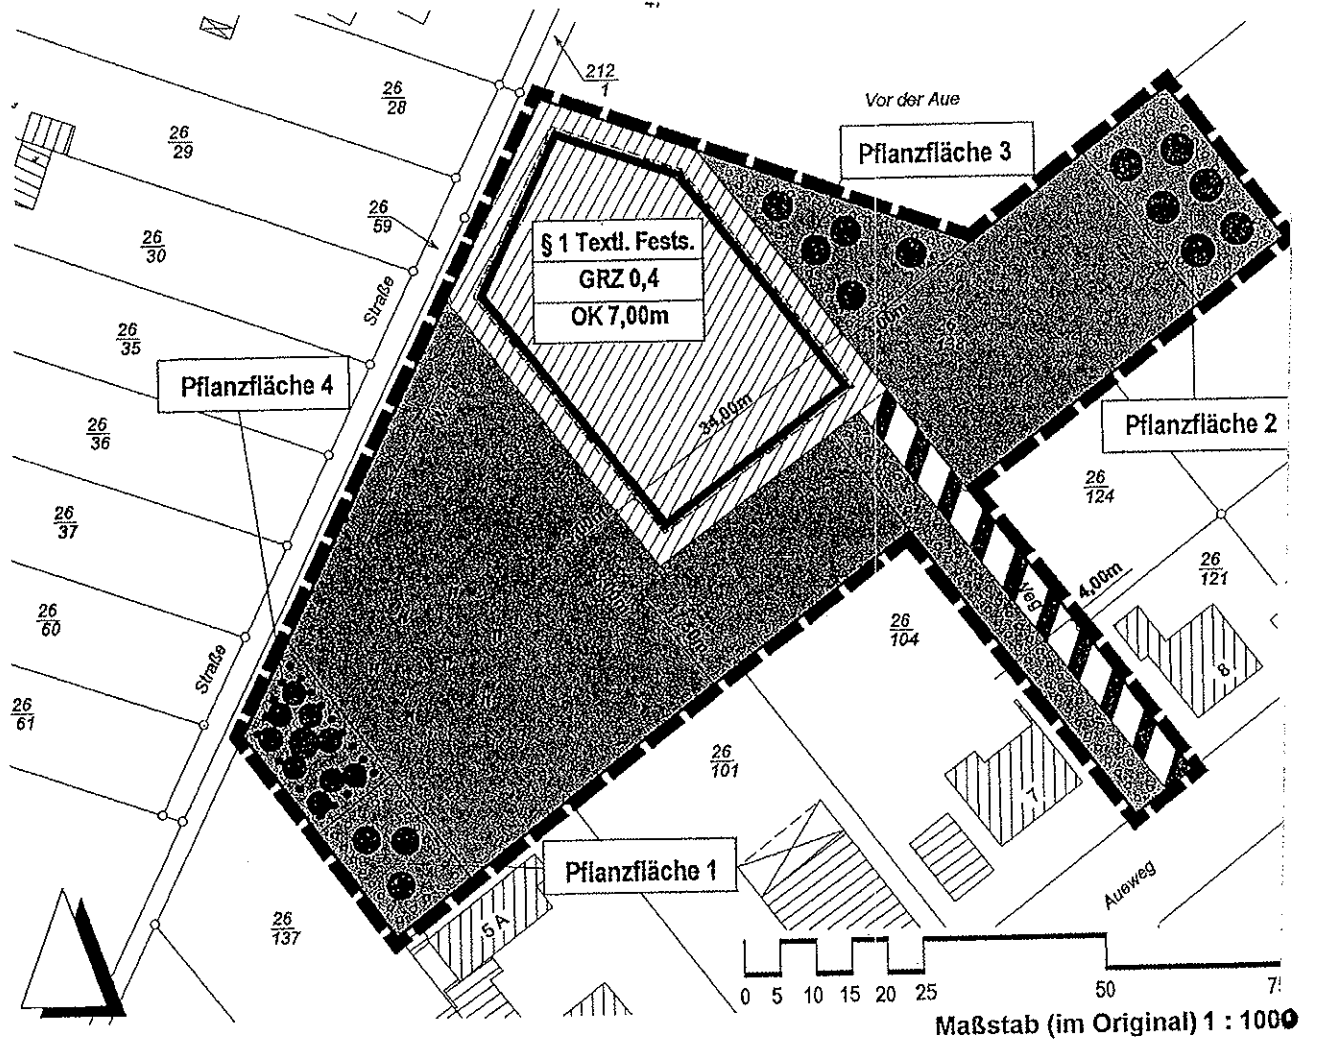 26
28
212
1
Vor der Aue
26
29
Pflanzfläche 3
26
59
26
30
§ 1 Textl. Fests.
GRZ 0,4
OK 7,00m
Straße
26
35
Pflanzfläche 4
34,00m
26
36
Pflanzfläche 2
26
124
26
37
26
121
4,00m
Weg
26
60
26
104
Straße
8
26
61
26
101
7
Pflanzfläche 1
Aueweg
26
137
5 A
0 5 10 15 20 25 50
Maßstab (im Original) 1 : 1000